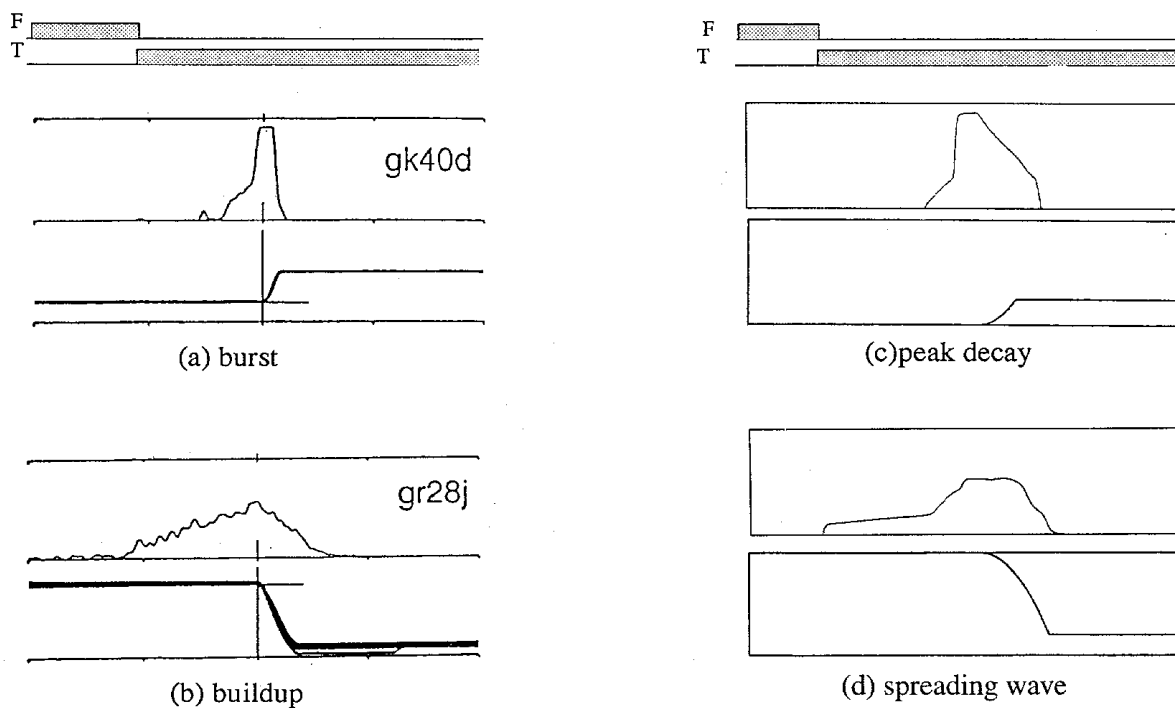 F
T
gk40d
(a) burst
gr28j
(b) buildup
F
T
(c)peak decay
(d) spreading wave